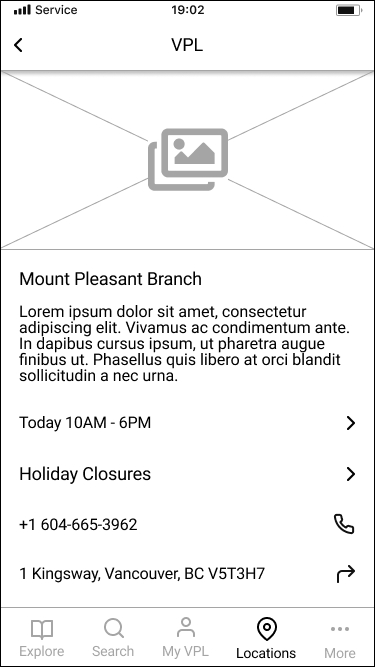 Service
19:02
VPL
Mount Pleasant Branch
Lorem ipsum dolor sit amet, consectetur
adipiscing elit. Vivamus ac condimentum ante.
In dapibus cursus ipsum, ut pharetra augue
finibus ut. Phasellus quis libero at orci blandit
sollicitudin a nec urna.
Today 10AM - 6PM
Holiday Closures
+1 604-665-3962
1 Kingsway, Vancouver, BC V5T3H7
Explore
Search
My VPL
Locations
More